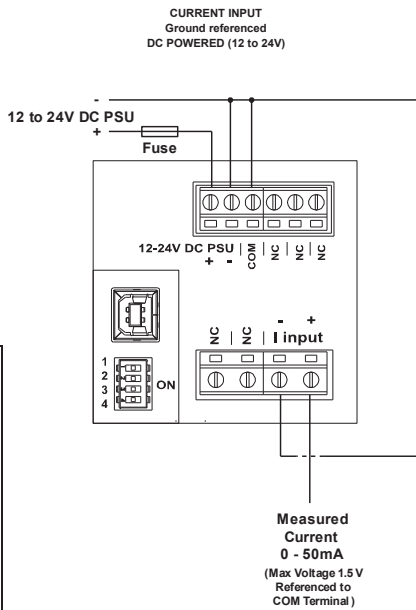 CURRENT INPUT
Ground referenced
DC POWERED (12 to 24V)
-
12 to 24V DC PSU
+
Fuse
12-24V DC PSU | COM | NC | NC | NC
+ -
NC | NC | I input
- +
1
2
3
4
ON
Measured
Current
0 - 50mA
(Max Voltage 1.5 V
Referenced to
COM Terminal)